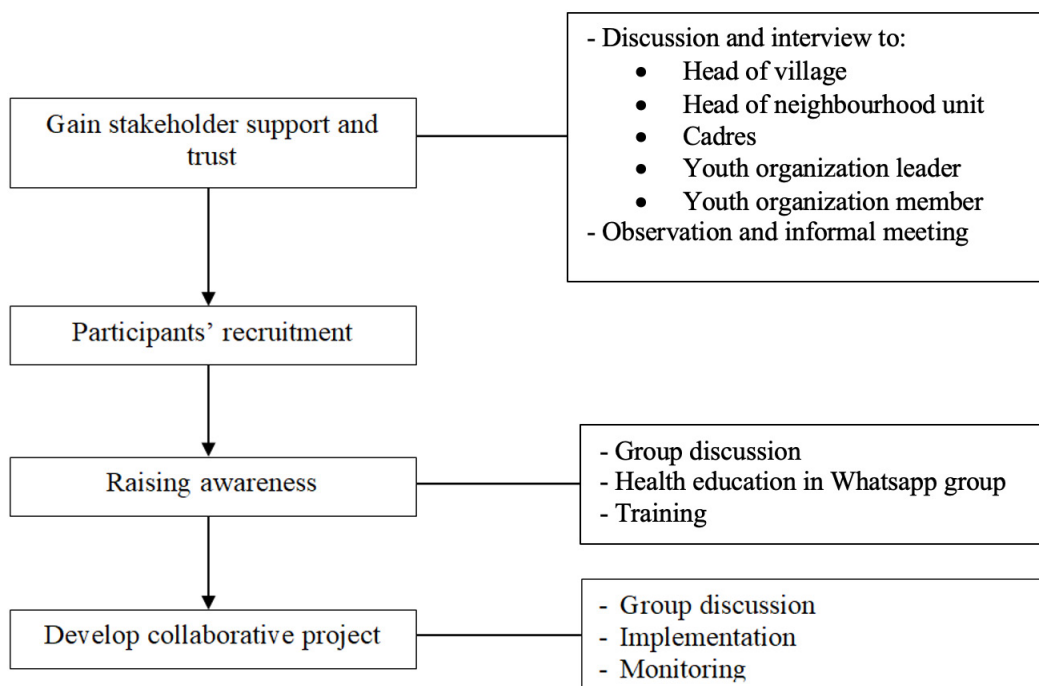 Gain stakeholder support and
trust
- Discussion and interview to:
• Head of village
• Head of neighbourhood unit
• Cadres
• Youth organization leader
• Youth organization member
- Observation and informal meeting
Participants’ recruitment
Raising awareness
- Group discussion
- Health education in Whatsapp group
- Training
Develop collaborative project
- Group discussion
- Implementation
- Monitoring